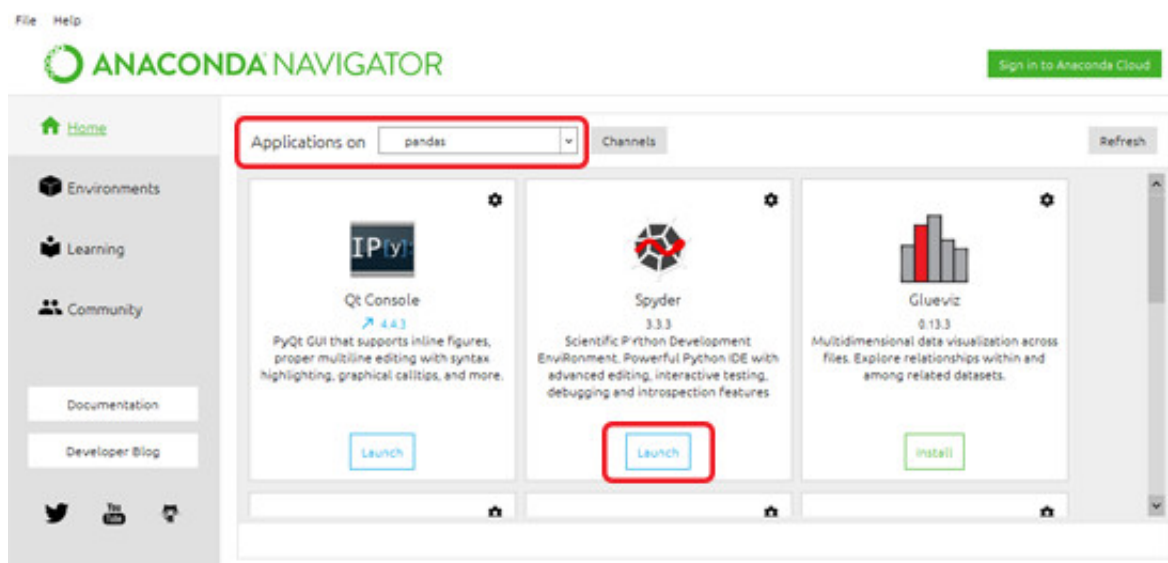 File Help
ANACONDA NAVIGATOR
Sign in to Anaconda Cloud
Home
Environments
Learning
Community
Documentation
Developer Blog
You
Tube
Applications on pandas Channels Refresh
IP[y]:
Qt Console
4.4.3
PyQt GUI that supports inline figures,
proper multiline editing with syntax
highlighting, graphical calltips, and more.
Launch
Spyder
3.3.3
Scientific Python Development
EnviRonment. Powerful Python IDE with
advanced editing, interactive testing,
debugging and introspection features
Launch
Glueviz
0.13.3
Multidimensional data visualization across
files. Explore relationships within and
among related datasets.
Install